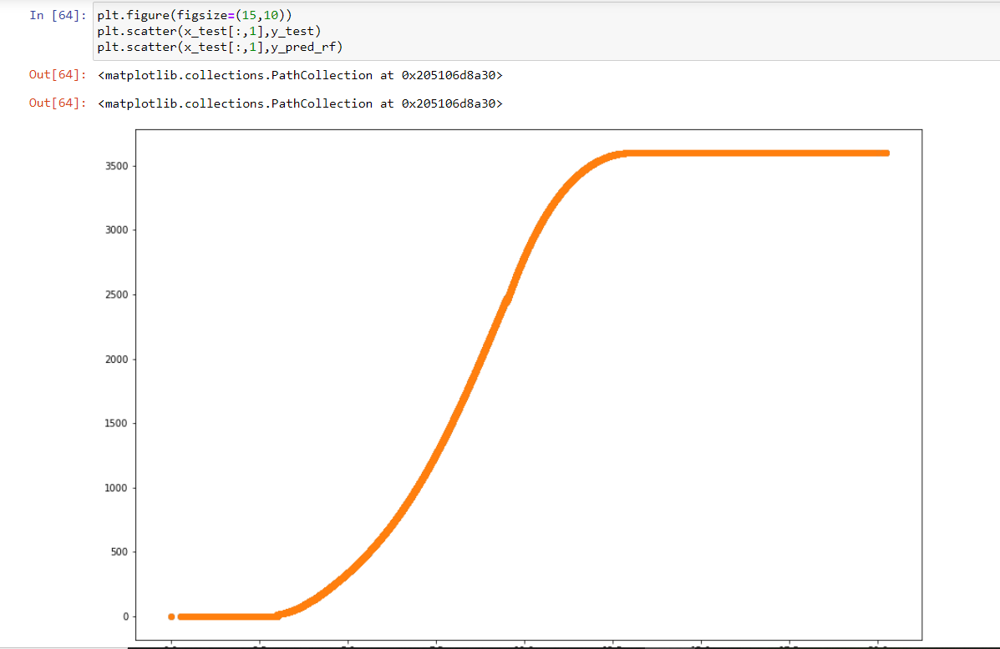 In [64]: plt.figure(figsize=(15,10))
plt.scatter(x_test[:,1],y_test)
plt.scatter(x_test[:,1],y_pred_rf)
Out[64]: <matplotlib.collections.PathCollection at 0x205106d8a30>
Out[64]: <matplotlib.collections.PathCollection at 0x205106d8a30>
3500
3000
2500
2000
1500
1000
500
0